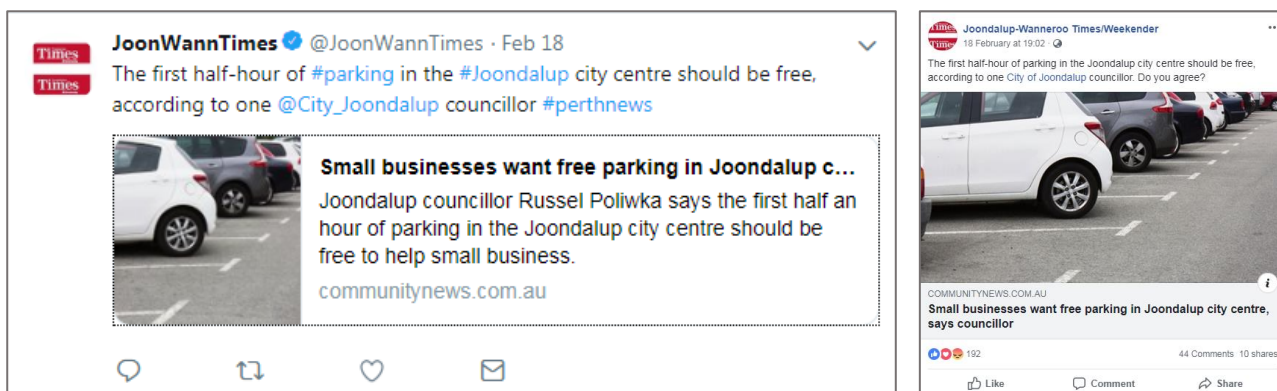 Times
Times
JoonWannTimes @JoonWannTimes · Feb 18
The first half-hour of #parking in the #Joondalup city centre should be free,
according to one @City_Joondalup councillor #perthnews
Small businesses want free parking in Joondalup c...
Joondalup councillor Russel Poliwka says the first half an
hour of parking in the Joondalup city centre should be
free to help small business.
communitynews.com.au
Times
Times
Joondalup-Wanneroo Times/Weekender
18 February at 19:02 ·
The first half-hour of parking in the Joondalup city centre should be free,
according to one City of Joondalup councillor. Do you agree?
i
COMMUNITYNEWS.COM.AU
Small businesses want free parking in Joondalup city centre,
says councillor
192
44 Comments 10 shares
Like Comment Share